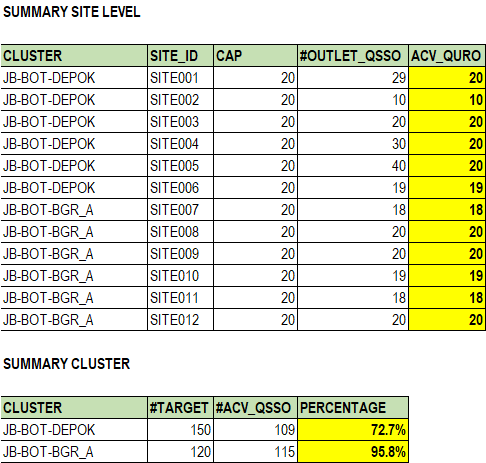 SUMMARY SITE LEVEL
CLUSTER SITE_ID CAP #OUTLET_QSSO ACV_QURO
JB-BOT-DEPOK SITE001 20 29 20
JB-BOT-DEPOK SITE002 20 10 10
JB-BOT-DEPOK SITE003 20 20 20
JB-BOT-DEPOK SITE004 20 30 20
JB-BOT-DEPOK SITE005 20 40 20
JB-BOT-DEPOK SITE006 20 19 19
JB-BOT-BGR_A SITE007 20 18 18
JB-BOT-BGR_A SITE008 20 20 20
JB-BOT-BGR_A SITE009 20 20 20
JB-BOT-BGR_A SITE010 20 19 19
JB-BOT-BGR_A SITE011 20 18 18
JB-BOT-BGR_A SITE012 20 20 20
SUMMARY CLUSTER
CLUSTER #TARGET #ACV_QSSO PERCENTAGE
JB-BOT-DEPOK 150 109 72.7%
JB-BOT-BGR_A 120 115 95.8%